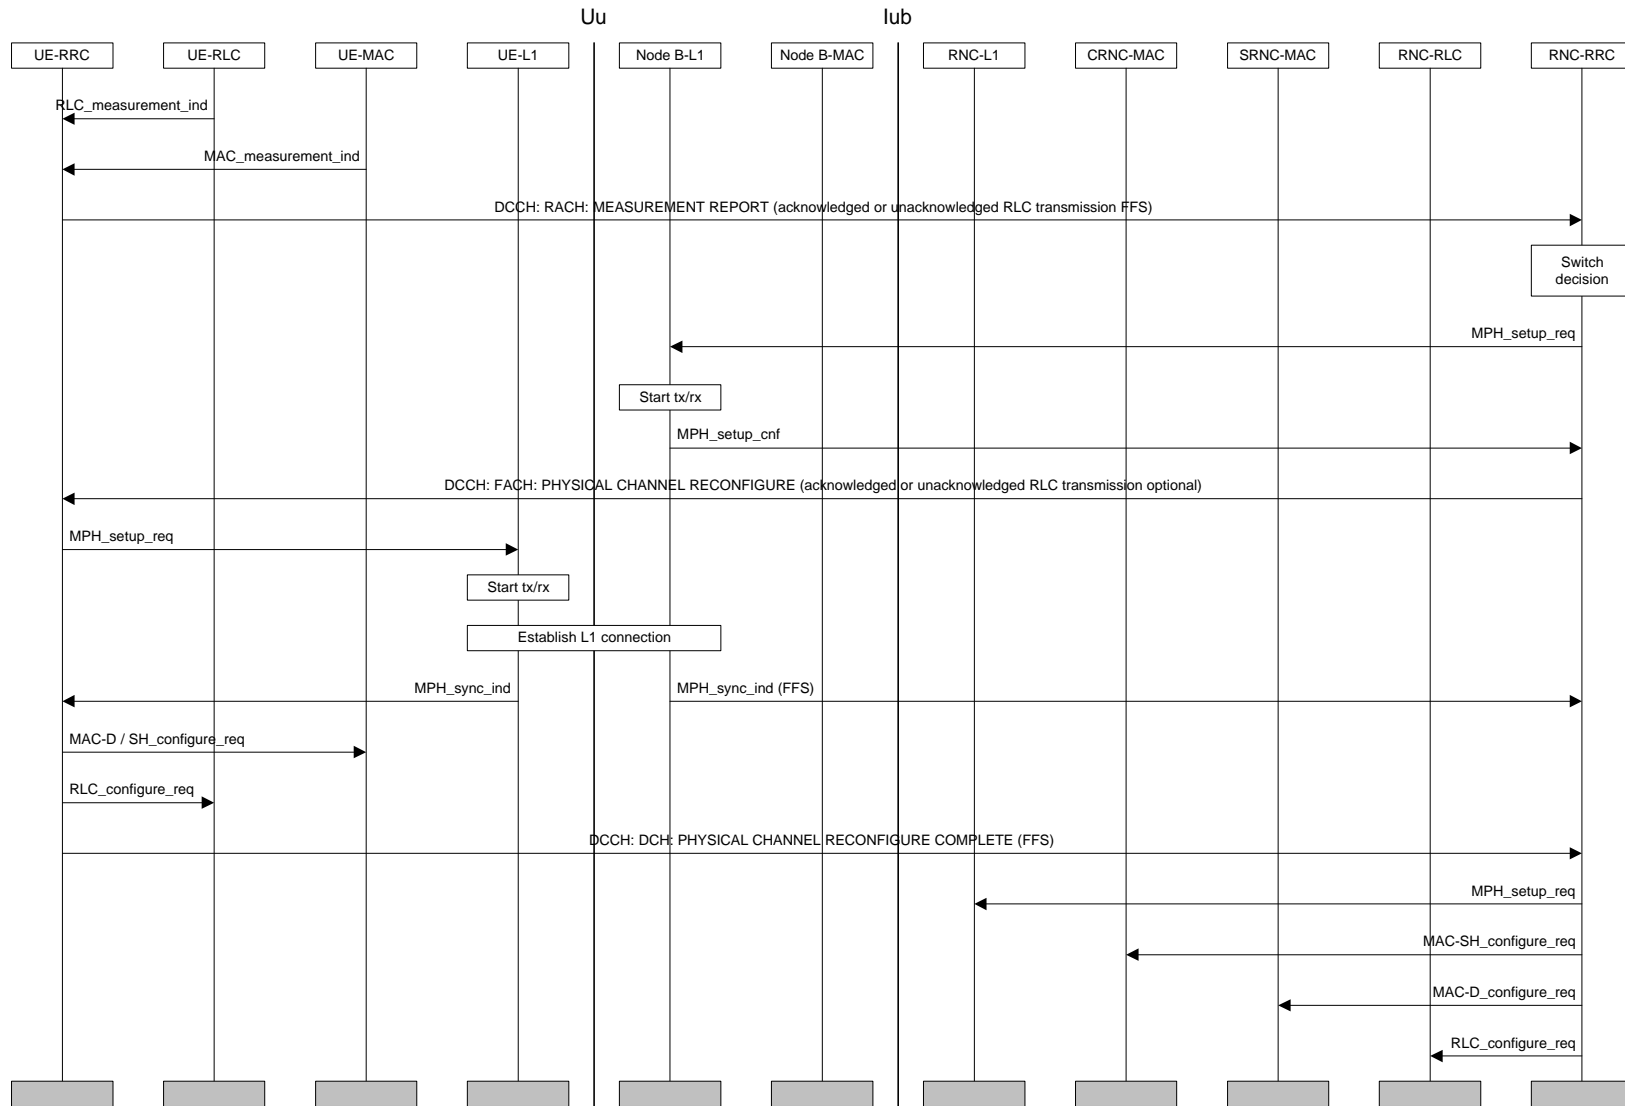 Uu
Iub
UE-RRC
UE-RLC
UE-MAC
UE-L1
Node B-L1
Node B-MAC
RNC-L1
CRNC-MAC
SRNC-MAC
RNC-RLC
RNC-RRC
RLC_measurement_ind
MAC_measurement_ind
DCCH: RACH: MEASUREMENT REPORT (acknowledged or unacknowledged RLC transmission FFS)
Switch
decision
MPH_setup_req
Start tx/rx
MPH_setup_cnf
DCCH: FACH: PHYSICAL CHANNEL RECONFIGURE (acknowledged or unacknowledged RLC transmission optional)
MPH_setup_req
Start tx/rx
Establish L1 connection
MPH_sync_ind
MPH_sync_ind (FFS)
MAC-D / SH_configure_req
RLC_configure_req
DCCH: DCH: PHYSICAL CHANNEL RECONFIGURE COMPLETE (FFS)
MPH_setup_req
MAC-SH_configure_req
MAC-D_configure_req
RLC_configure_req